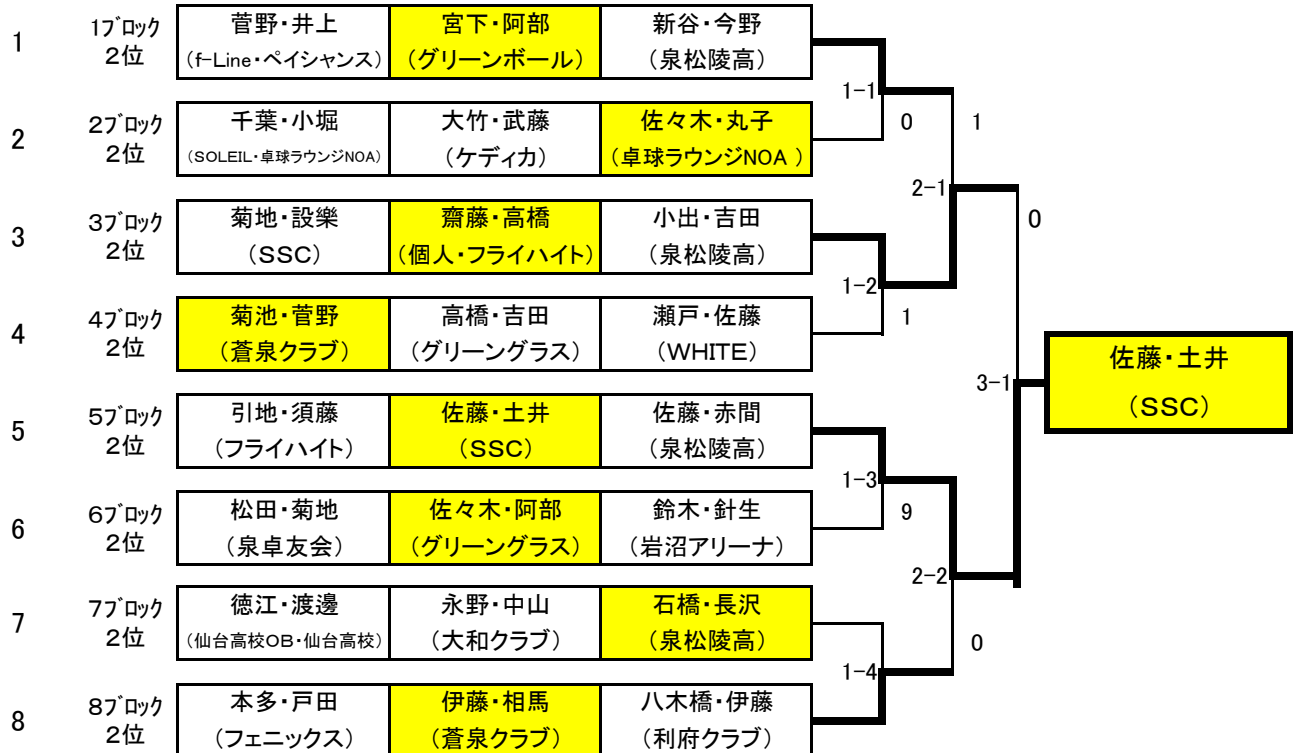 1
1ブロック
2位
菅野・井上
(f-Line・ペイシャンス)
宮下・阿部
(グリーンボール)
新谷・今野
(泉松陵高)
1-1
0
1
2
2ブロック
2位
千葉・小堀
(SOLEIL・卓球ラウンジNOA)
大竹・武藤
(ケディカ)
佐々木・丸子
(卓球ラウンジNOA )
2-1
0
3
3ブロック
2位
菊地・設樂
(SSC)
齋藤・高橋
(個人・フライハイト)
小出・吉田
(泉松陵高)
1-2
1
4
4ブロック
2位
菊池・菅野
(蒼泉クラブ)
高橋・吉田
(グリーングラス)
瀬戸・佐藤
(WHITE)
3-1
佐藤・土井
(SSC)
5
5ブロック
2位
引地・須藤
(フライハイト)
佐藤・土井
(SSC)
佐藤・赤間
(泉松陵高)
1-3
9
6
6ブロック
2位
松田・菊地
(泉卓友会)
佐々木・阿部
(グリーングラス)
鈴木・針生
(岩沼アリーナ)
2-2
0
7
7ブロック
2位
徳江・渡邊
(仙台高校OB・仙台高校)
永野・中山
(大和クラブ)
石橋・長沢
(泉松陵高)
1-4
8
8ブロック
2位
本多・戸田
(フェニックス)
伊藤・相馬
(蒼泉クラブ)
八木橋・伊藤
(利府クラブ)